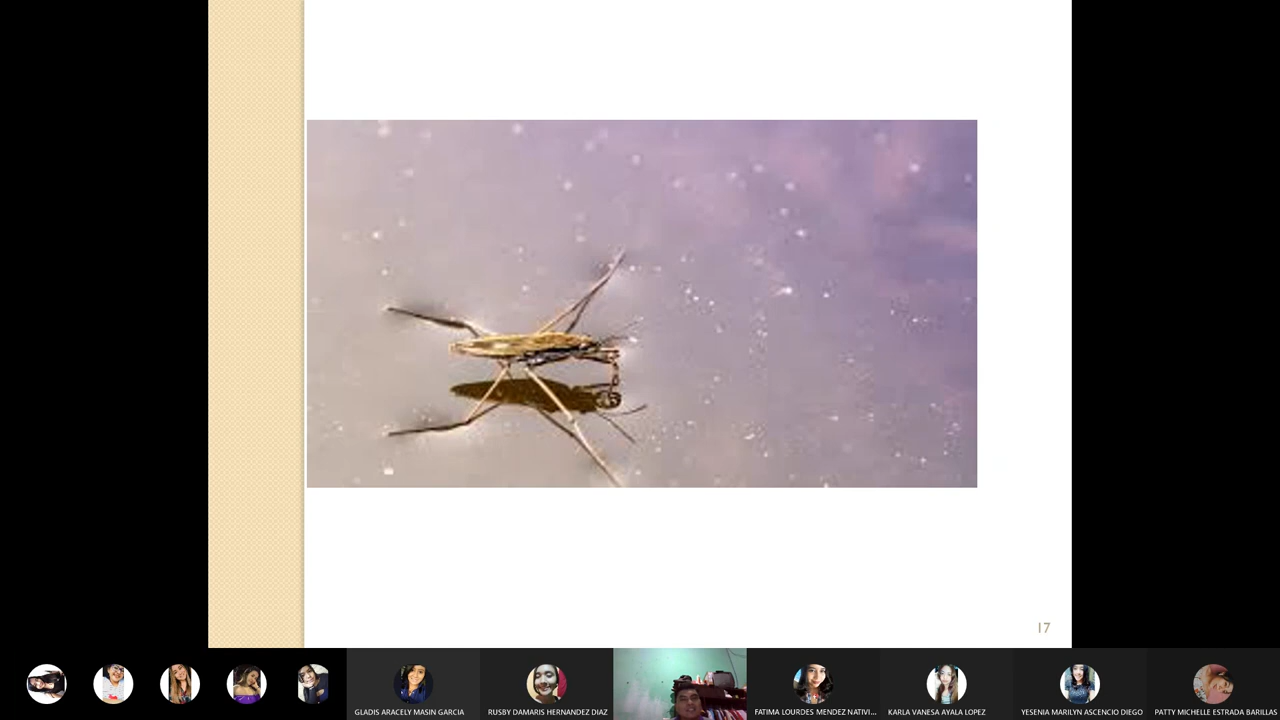 17
GLADIS ARACELY MASIN GARCIA
RUSBY DAMARIS HERNANDEZ DIAZ
FATIMA LOURDES MENDEZ NATIVI...
KARLA VANESA AYALA LOPEZ
YESENIA MARILYN ASCENCIO DIEGO
PATTY MICHELLE ESTRADA BARILLAS